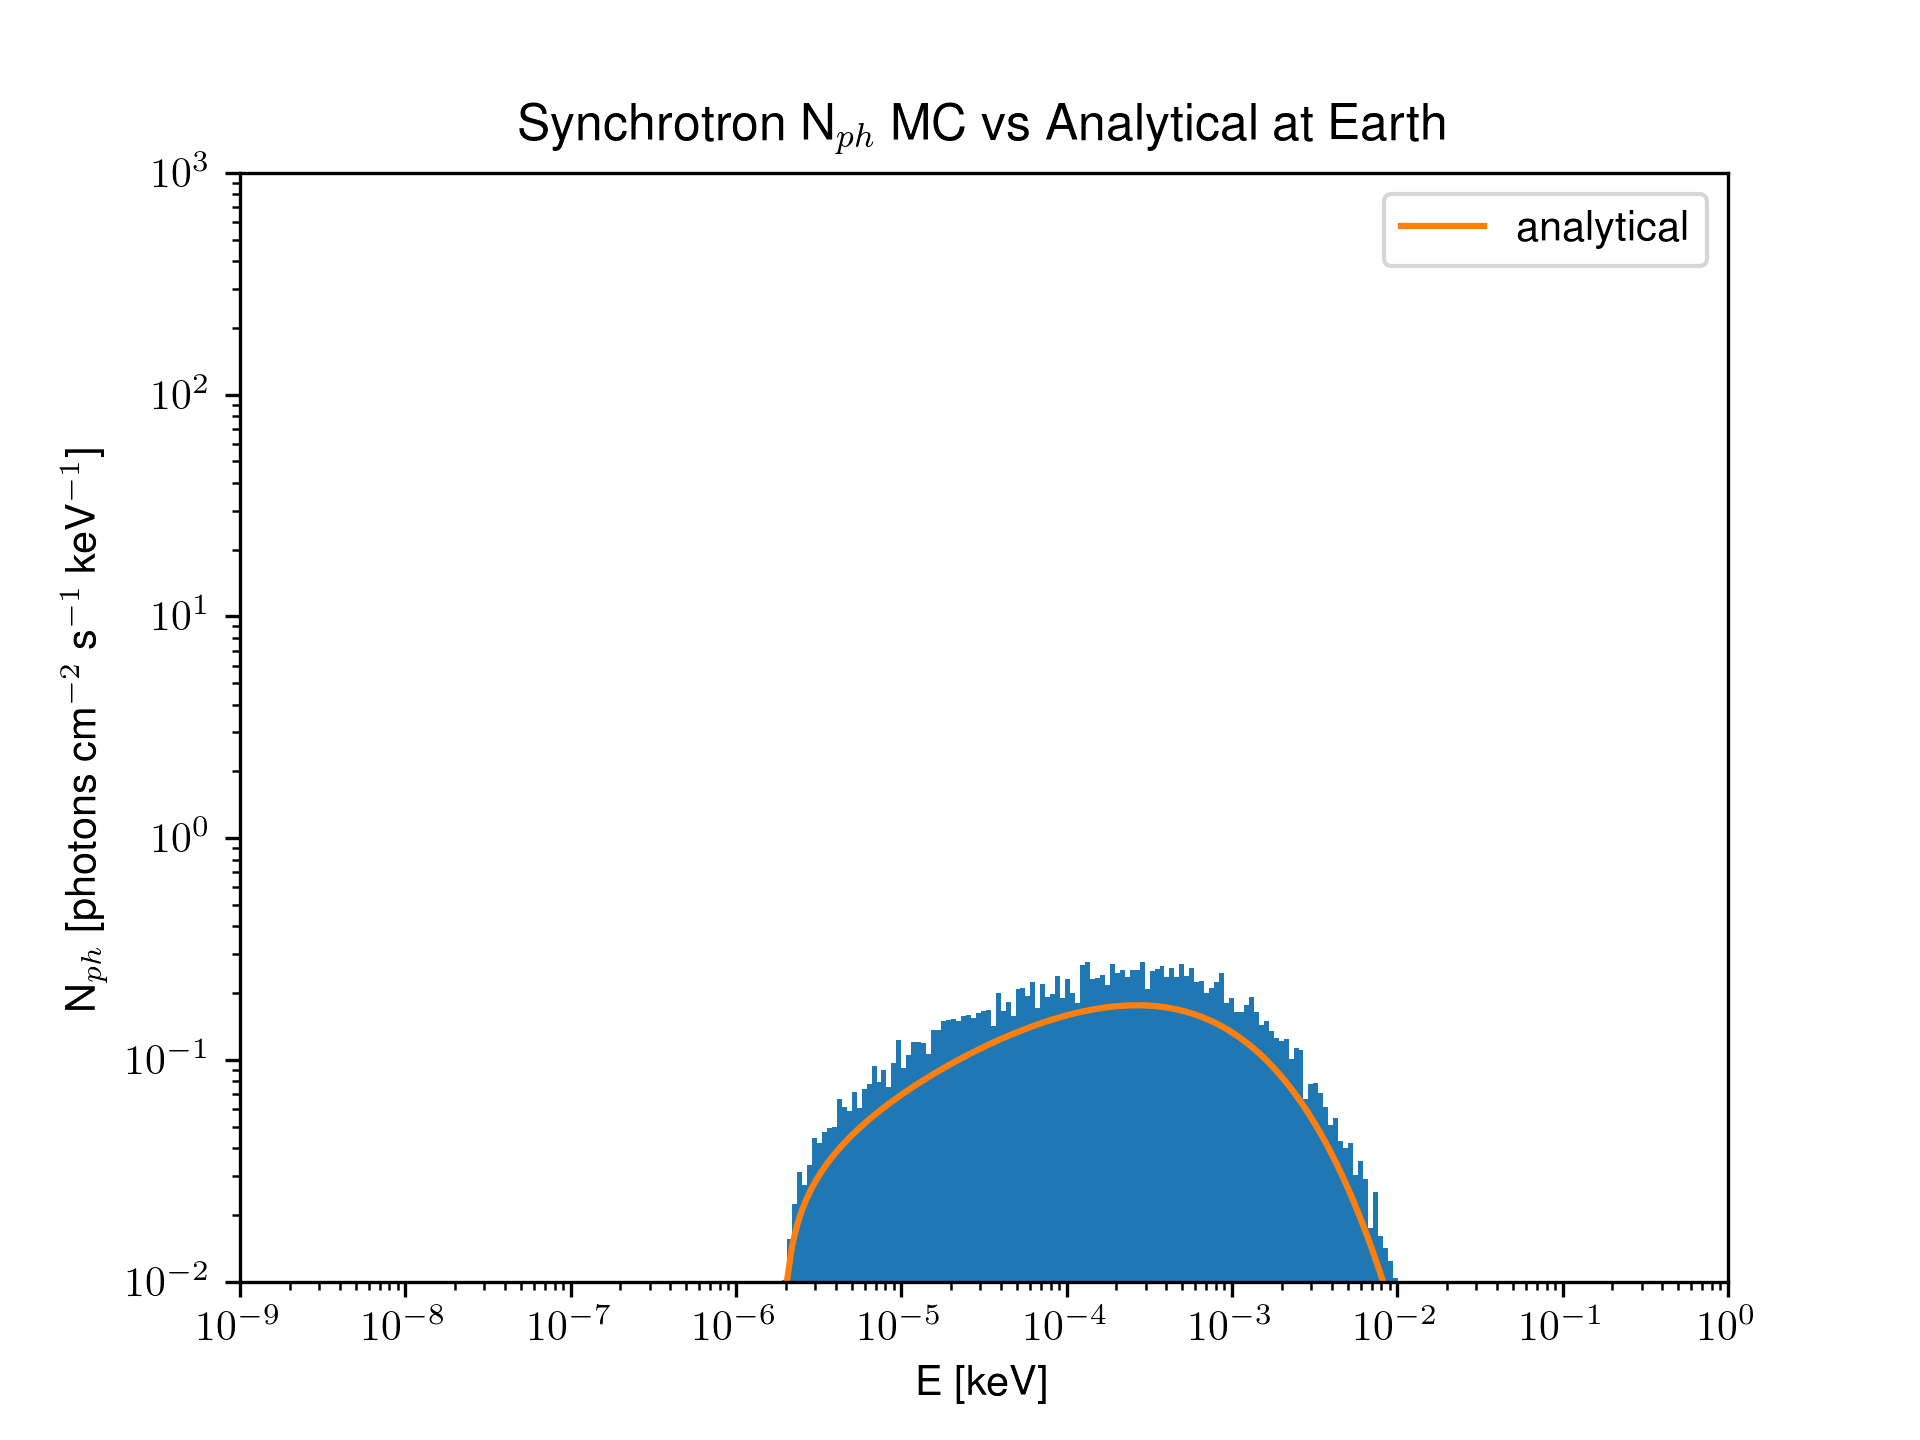 Synchrotron N_ph MC vs Analytical at Earth
analytical
10^3
10^2
10^1
10^0
10^−1
10^−2
N_ph [photons cm^−2 s^−1 keV^−1]
10^−9 10^−8 10^−7 10^−6 10^−5 10^−4 10^−3 10^−2 10^−1 10^0
E [keV]